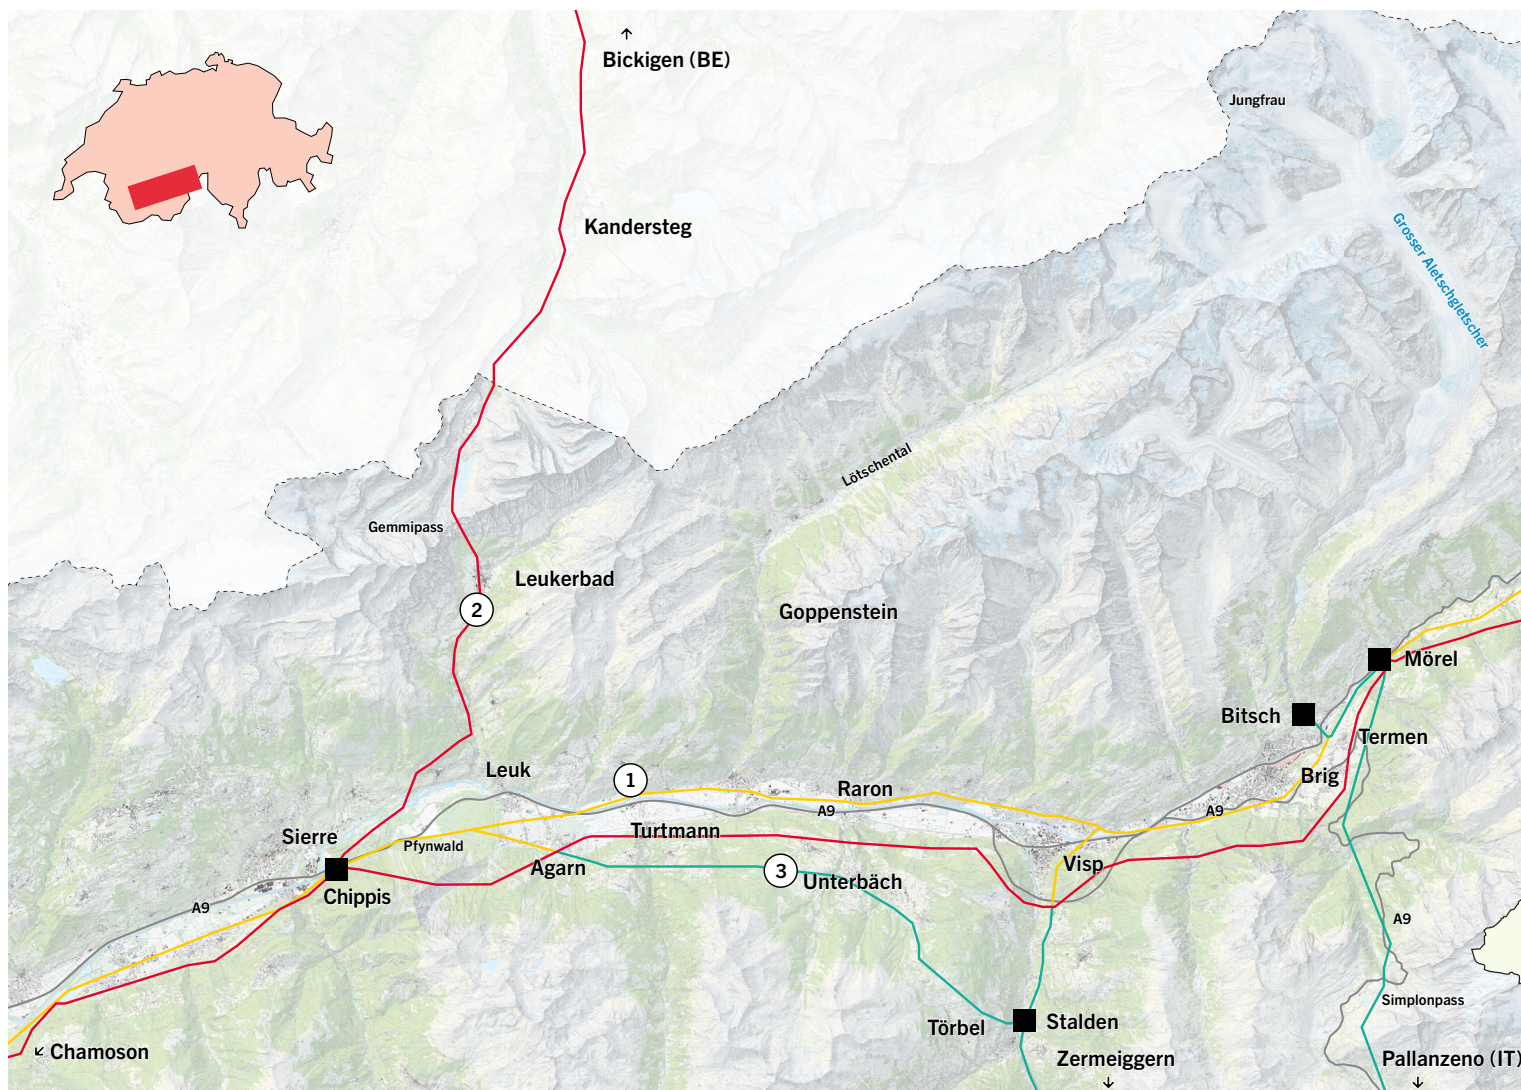 Bickigen (BE)
Jungfrau
Kandersteg
Grosser Aletschgletscher
Lötschental
Gemmipass
Leukerbad
2
Goppenstein
Mörel
Bitsch
Termen
Leuk
1
Brig
Raron
A9
A9
Sierre
Turtmann
Pfynwald
Visp
Agarn
3
Unterbäch
Chippis
A9
A9
Simplonpass
Törbel
Stalden
Chamoson
Zermeiggern
Pallanzeno (IT)